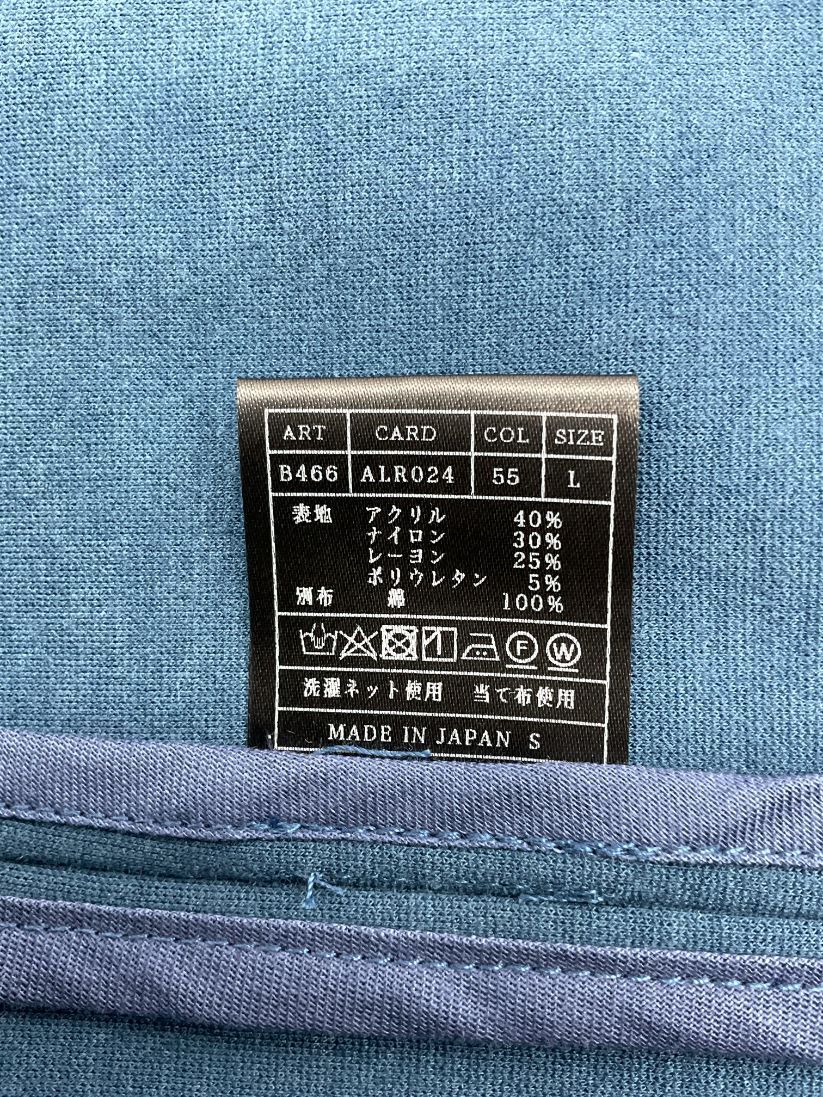 ART CARD COL SIZE
B466 ALR024 55 L
表地 アクリル 40%
ナイロン 30%
レーヨン 25%
ポリウレタン 5%
別布 綿 100%
F W
洗濯ネット使用 当て布使用
MADE IN JAPAN S